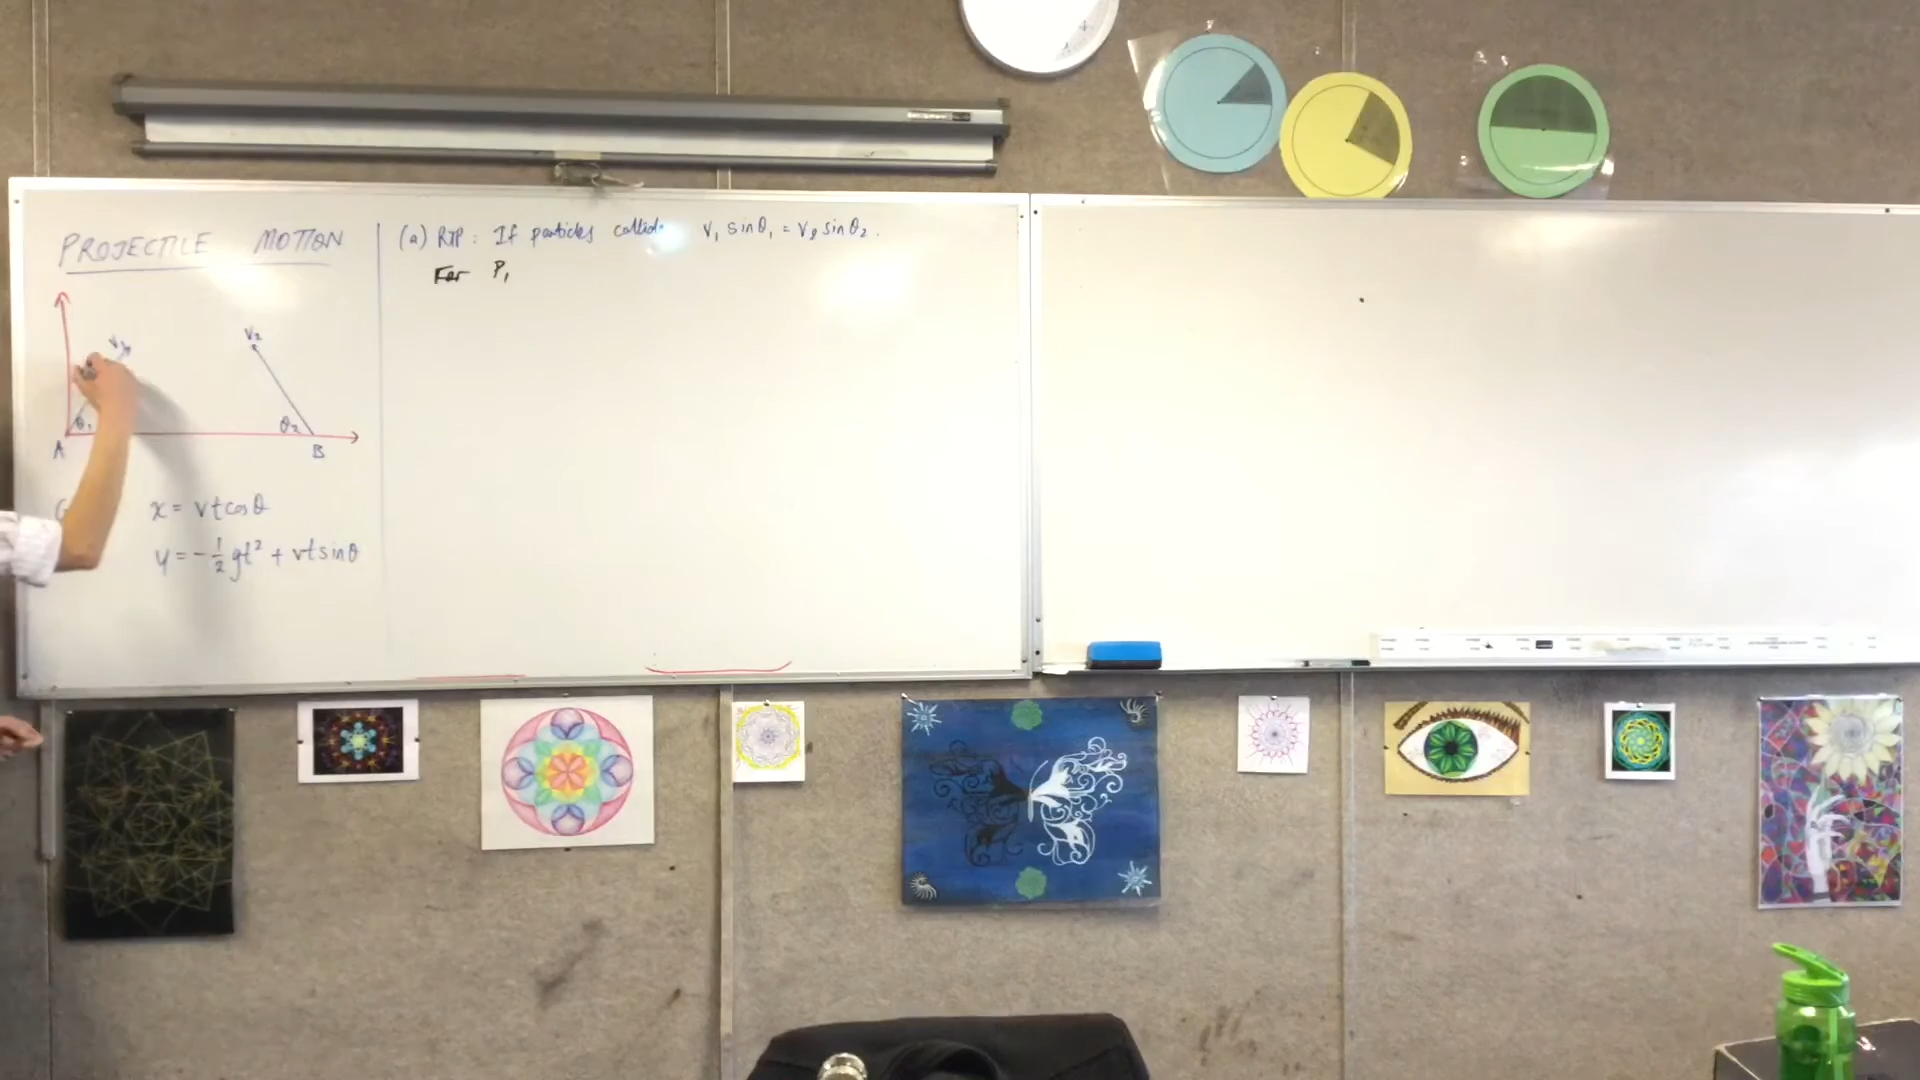 PROJECTILE MOTION
V₁
V₂
θ₁
θ₂
A
B
x = vt cos θ
y = -½gt² + vt sin θ
(a) RTP: If particles collide V₁ sin θ₁ = V₂ sin θ₂.
For P₁